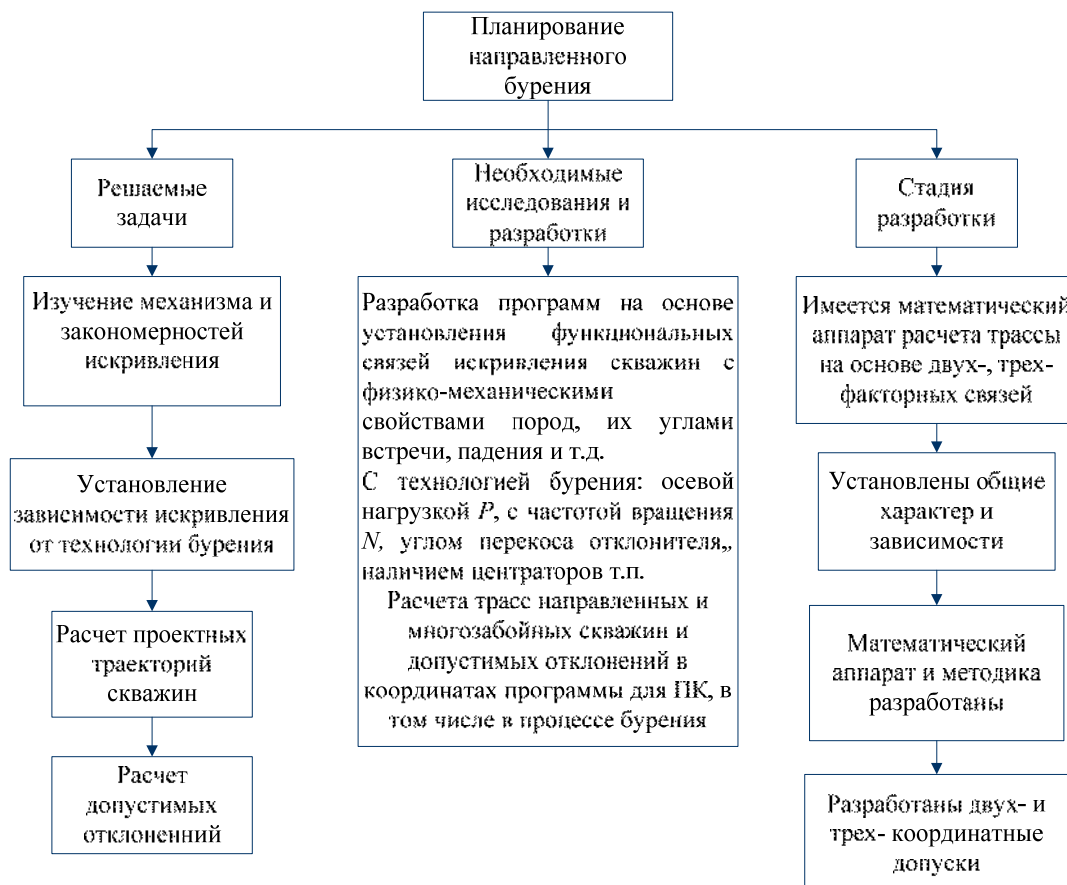 Планирование
направленного
бурения
Решаемые
задачи
Необходимые
исследования и
разработки
Стадия
разработки
Изучение механизма и
закономерностей
искривления
Установление
зависимости искривления
от технологии бурения
Расчет проектных
траекторий
скважин
Расчет
допустимых
отклоненний
Разработка программ на основе
установления функциональных
связей искривления скважин с
физико-механическими
свойствами пород, их углами
встречи, падения и т.д.
С технологией бурения: осевой
нагрузкой P, с частотой вращения
N, углом перекоса отклонителя,,
наличием центраторов т.п.
Расчета трасс направленных и
многозабойных скважин и
допустимых отклонений в
координатах программы для ПК, в
том числе в процессе бурения
Имеется математический
аппарат расчета трассы
на основе двух-, трех-
факторных связей
Установлены общие
характер и
зависимости
Математический
аппарат и методика
разработаны
Разработаны двух- и
трех- координатные
допуски